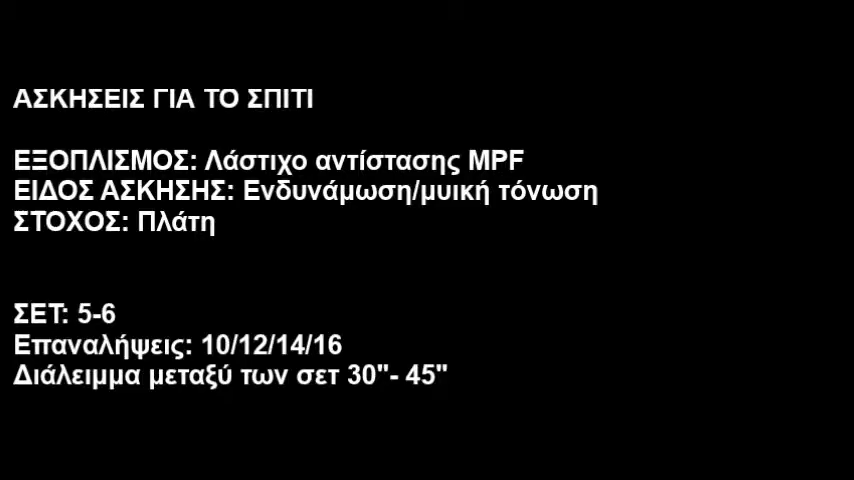 ΑΣΚΗΣΕΙΣ ΓΙΑ ΤΟ ΣΠΙΤΙ
ΕΞΟΠΛΙΣΜΟΣ: Λάστιχο αντίστασης MPF
ΕΙΔΟΣ ΑΣΚΗΣΗΣ: Ενδυνάμωση/μυική τόνωση
ΣΤΟΧΟΣ: Πλάτη
ΣΕΤ: 5-6
Επαναλήψεις: 10/12/14/16
Διάλειμμα μεταξύ των σετ 30"- 45"